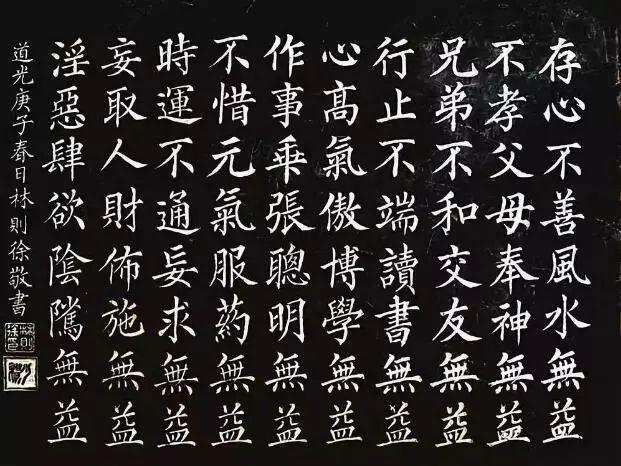 存心不善風水無益
不孝父母奉神無益
兄弟不和交友無益
行止不端讀書無益
心髙氣傲博學無益
作事乖張聰明無益
不惜元氣服药無益
時運不通妄求無益
妄取人財佈施無益
淫惡肆欲陰騭無益
道光庚子春日林則徐敬書